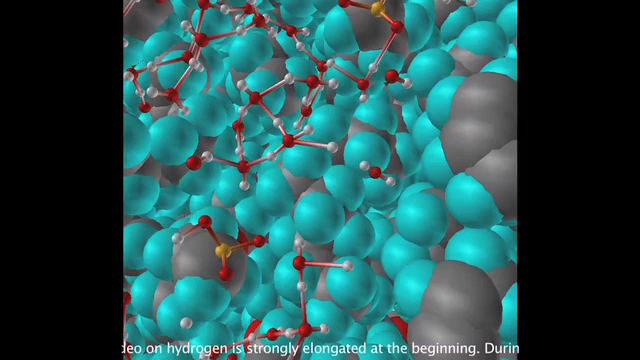 deo on hydrogen is strongly elongated at the beginning. Durin